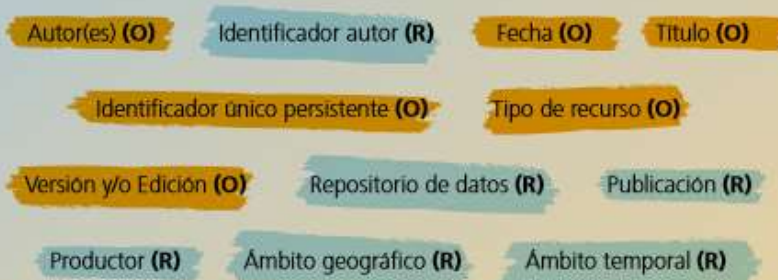 Autor(es) (O) Identificador autor (R) Fecha (O) Título (O)
Identificador único persistente (O) Tipo de recurso (O)
Versión y/o Edición (O) Repositorio de datos (R) Publicación (R)
Productor (R) Ámbito geográfico (R) Ámbito temporal (R)